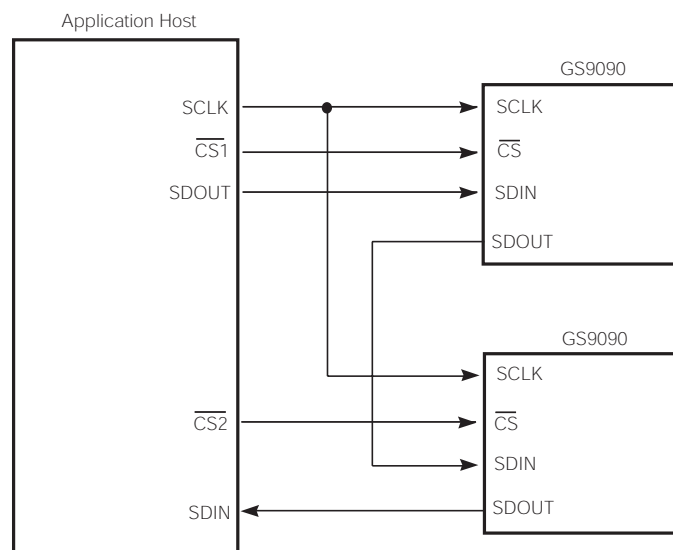 Application Host
GS9090
SCLK
SCLK
CS1
CS
SDOUT
SDIN
SDOUT
GS9090
SCLK
CS2
CS
SDIN
SDIN
SDOUT